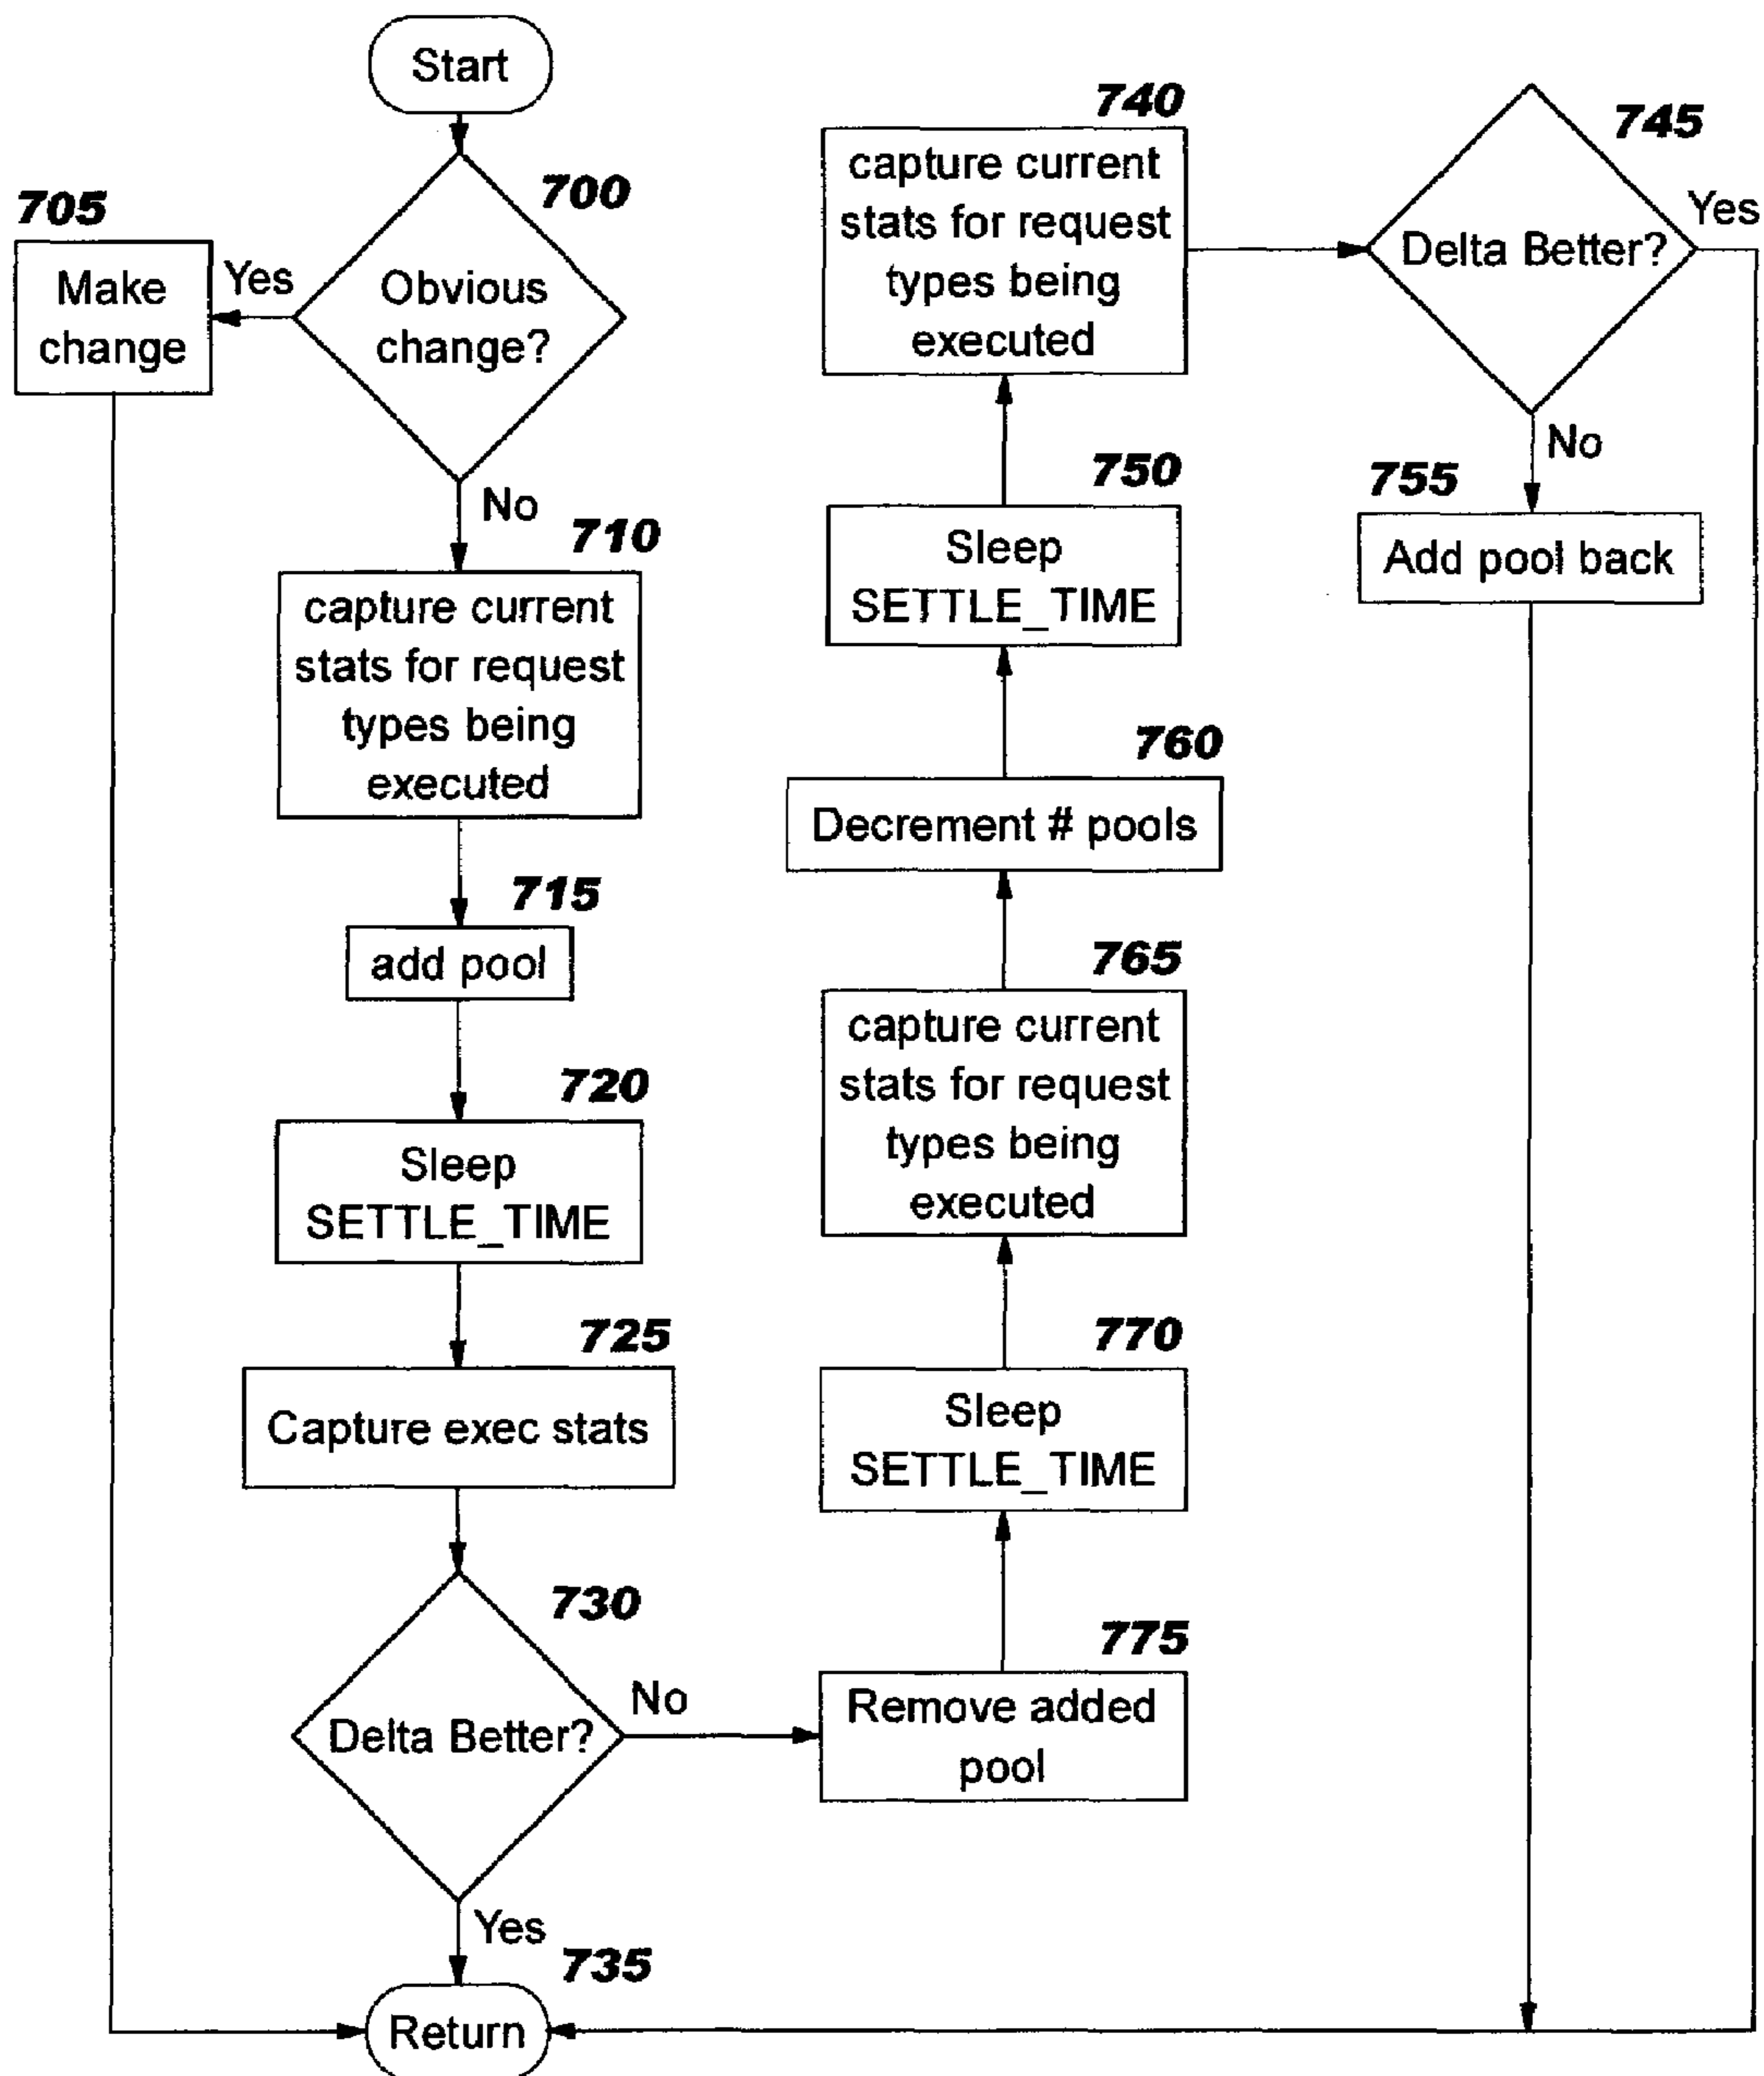 Start
700
Obvious
change?
Yes
705
Make
change
No
710
capture current
stats for request
types being
executed
715
add pool
720
Sleep
SETTLE_TIME
725
Capture exec stats
730
Delta Better?
Yes
735
Return
No
775
Remove added
pool
770
Sleep
SETTLE_TIME
765
capture current
stats for request
types being
executed
760
Decrement # pools
750
Sleep
SETTLE_TIME
740
capture current
stats for request
types being
executed
745
Delta Better?
Yes
No
755
Add pool back